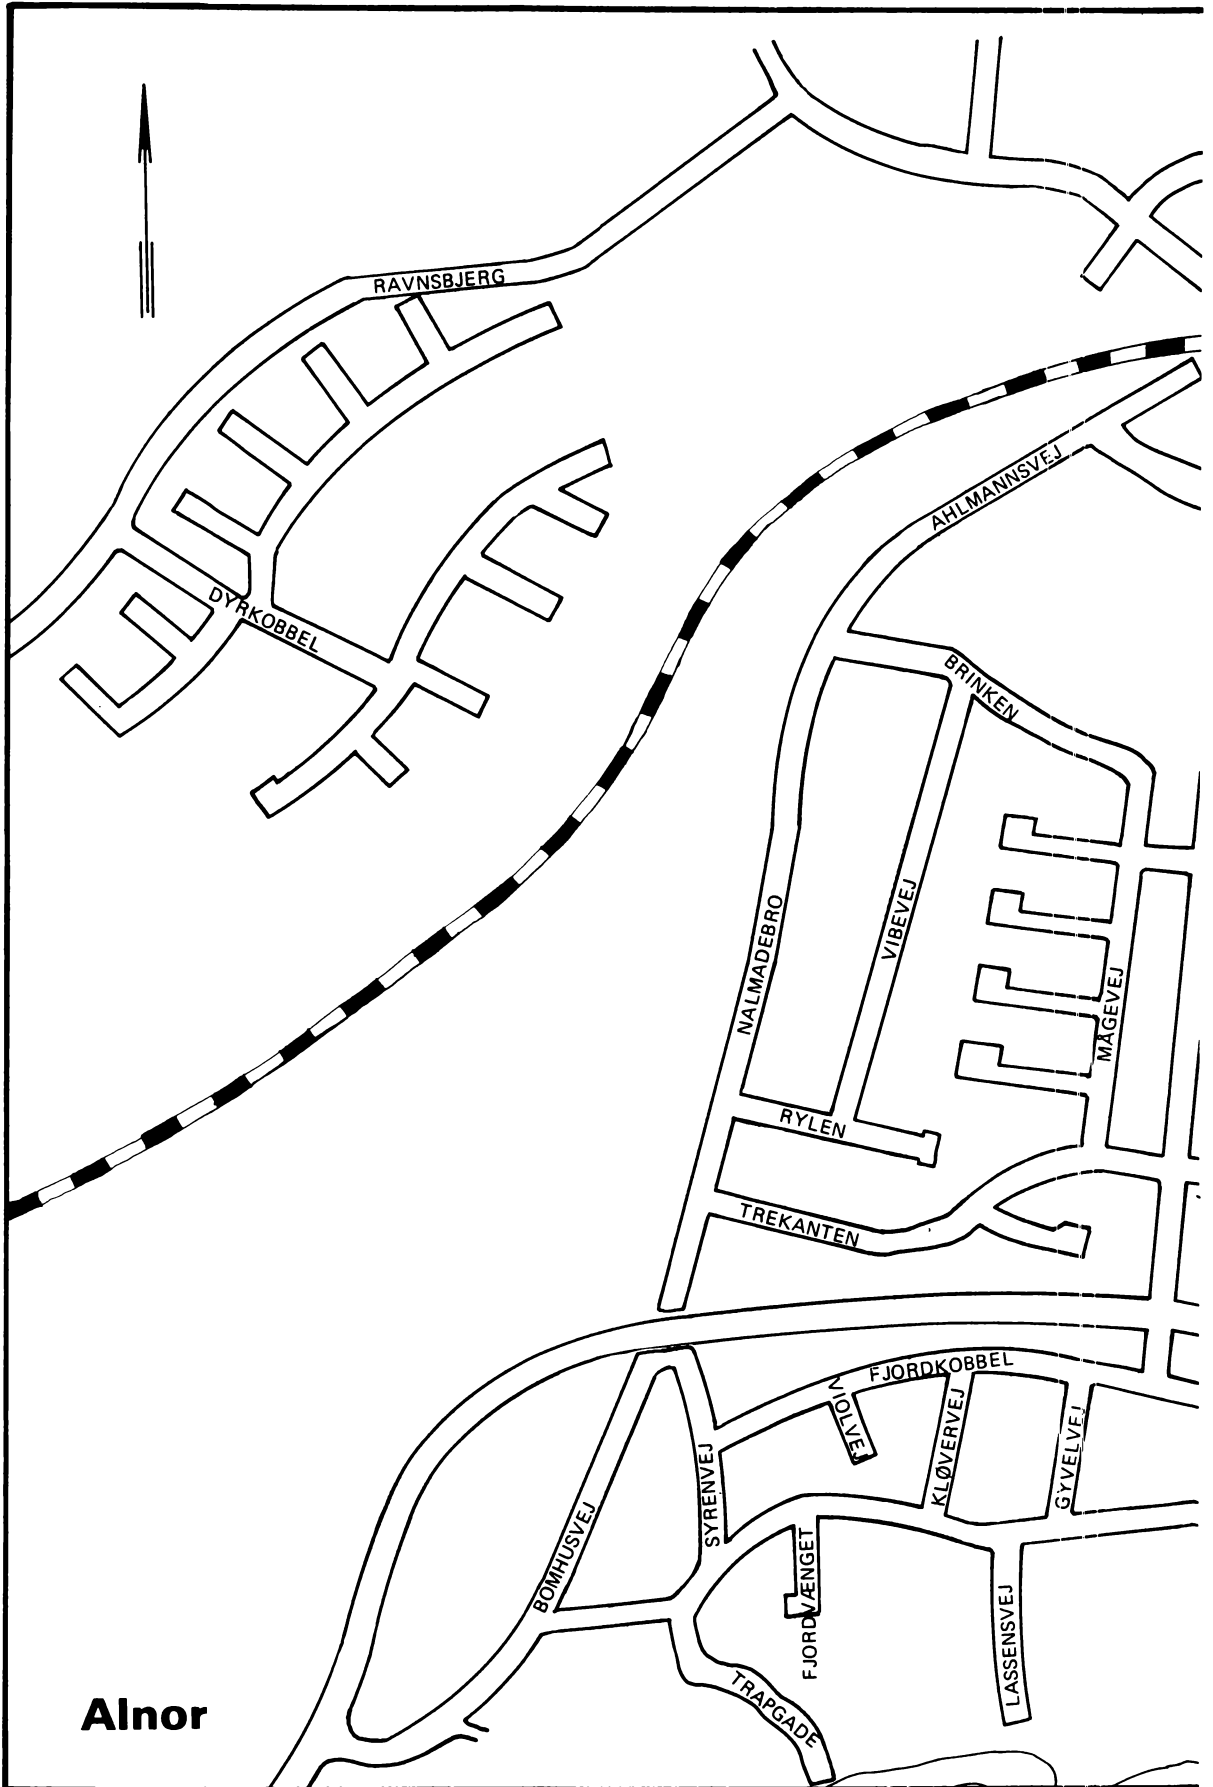 RAVNSBJERG
AHLMANNSVEJ
DYRKOBBEL
BRINKEN
VIBEVEJ
NALMADEBRO
MÅGEVEJ
RYLEN
TREKANTEN
FJORDKOBBEL
VIOLVEJ
KLØVERVEJ
GYVELVEJ
SYRENVEJ
BOMHUSVEJ
FJORDVÆNGET
LASSENSVEJ
TRAPGADE
Alnor